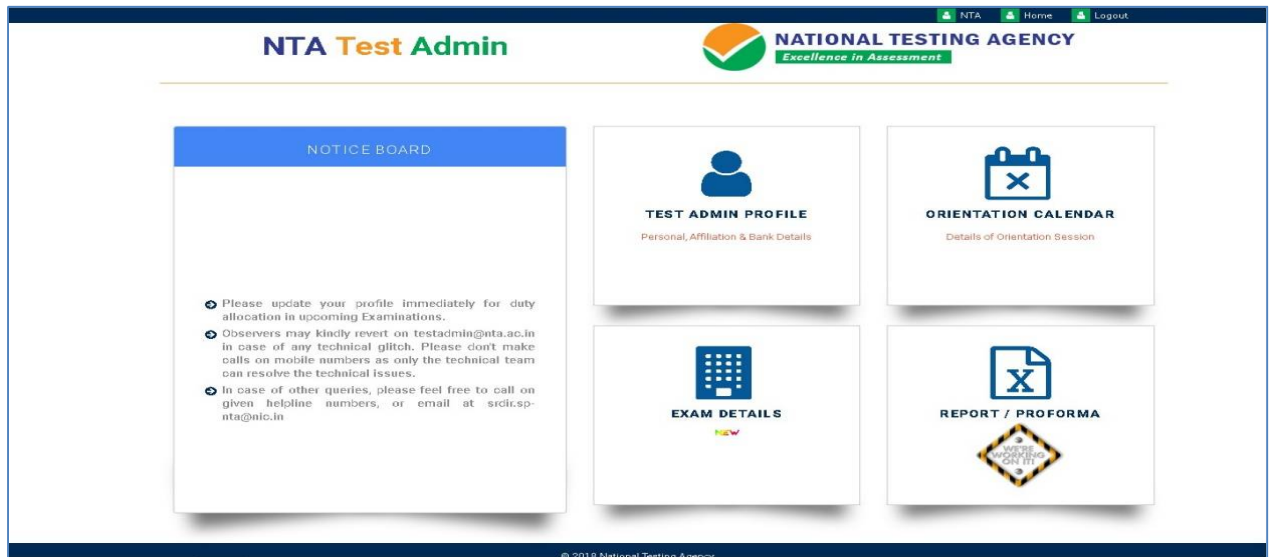 NTA Home Logout
NTA Test Admin
NATIONAL TESTING AGENCY
Excellence in Assessment
NOTICE BOARD
Please update your profile immediately for duty
allocation in upcoming Examinations.
Observers may kindly revert on testadmin@nta.ac.in
in case of any technical glitch. Please don't make
calls on mobile numbers as only the technical team
can resolve the technical issues.
In case of other queries, please feel free to call on
given helpline numbers, or email at srdir.sp-
nta@nic.in
TEST ADMIN PROFILE
Personal, Affiliation & Bank Details
ORIENTATION CALENDAR
Details of Orientation Session
EXAM DETAILS
NEW
X
REPORT / PROFORMA
WE'RE
WORKING
ON IT!
© 2018 National Testing Agency